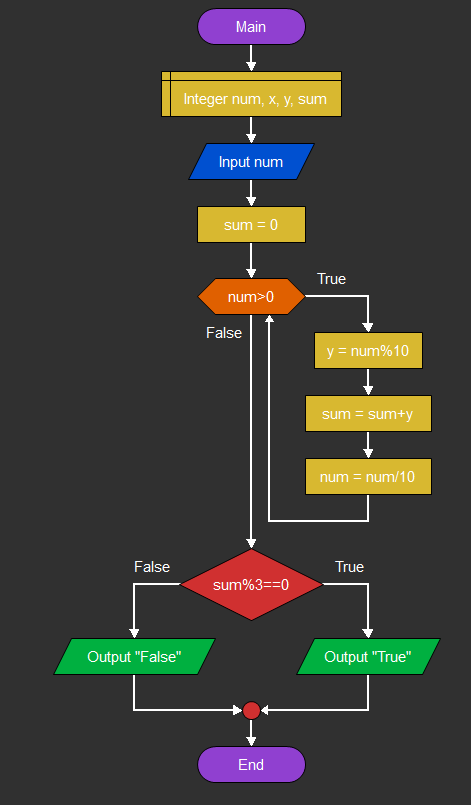 Main
Integer num, x, y, sum
Input num
sum = 0
num>0
True
False
y = num%10
sum = sum+y
num = num/10
False
True
sum%3==0
Output "False"
Output "True"
End